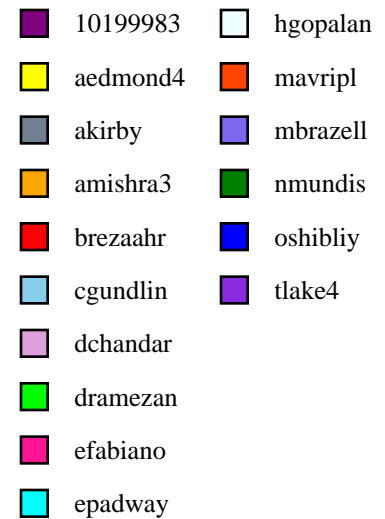 10199983
aedmond4
akirby
amishra3
brezaahr
cgundlin
dchandar
dramezan
efabiano
epadway
hgopalan
mavripl
mbrazell
nmundis
oshibliy
tlake4